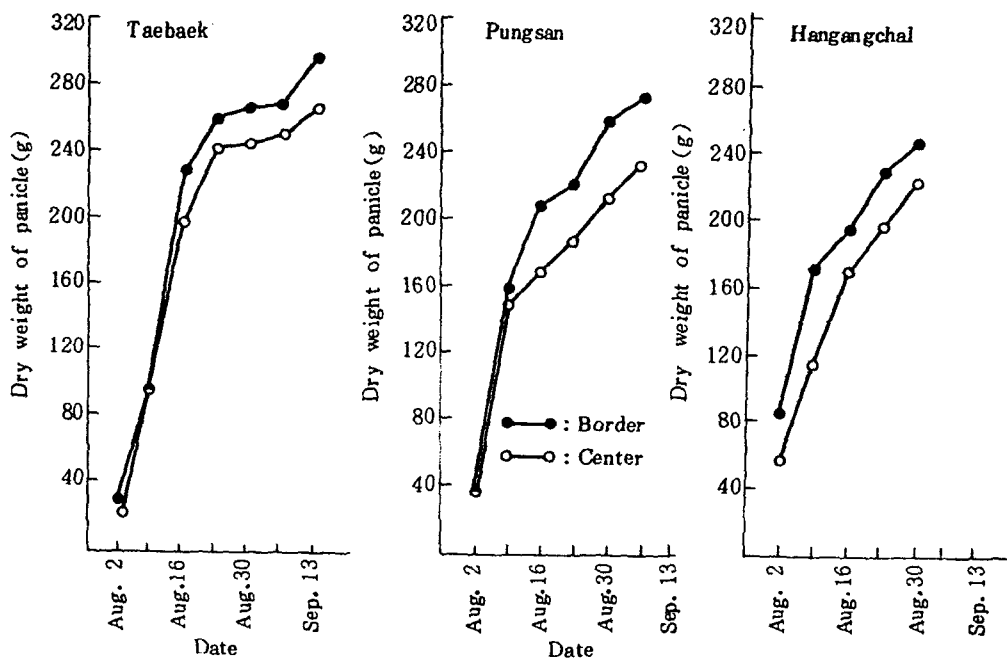 Taebaek
Dry weight of panicle (g)
320
280
240
200
160
120
80
40
Aug. 2
Aug.16
Aug.30
Sep. 13
Date
Pungsan
Dry weight of panicle (g)
320
280
240
200
160
120
80
40
: Border
: Center
Aug. 2
Aug.16
Aug.30
Sep. 13
Date
Hangangchal
Dry weight of panicle (g)
320
280
240
200
160
120
80
40
Aug. 2
Aug.16
Aug.30
Sep.13